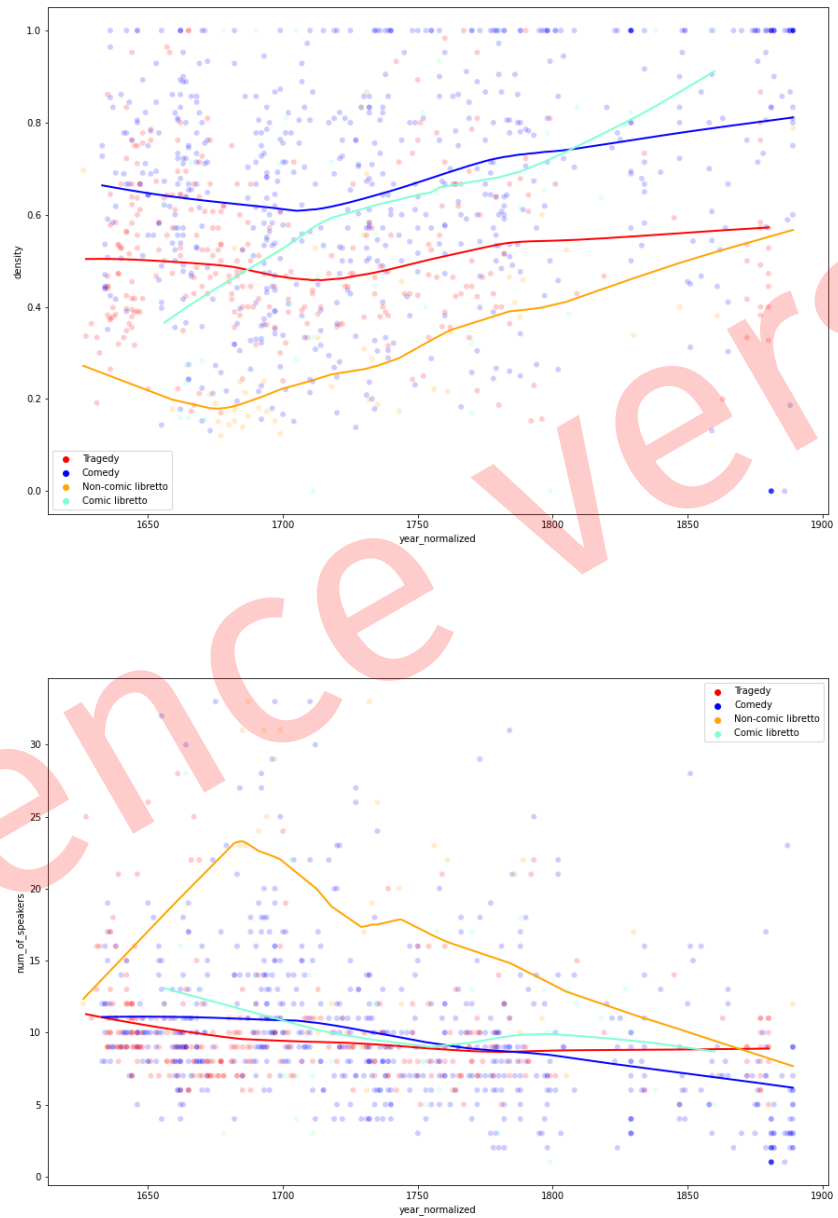 1.0
0.8
0.6
0.4
0.2
0.0
density
Tragedy
Comedy
Non-comic libretto
Comic libretto
1650 1700 1750 1800 1850 1900
year_normalized
ence vers
30
25
20
15
10
5
0
num_of_speakers
Tragedy
Comedy
Non-comic libretto
Comic libretto
1650 1700 1750 1800 1850 1900
year_normalized